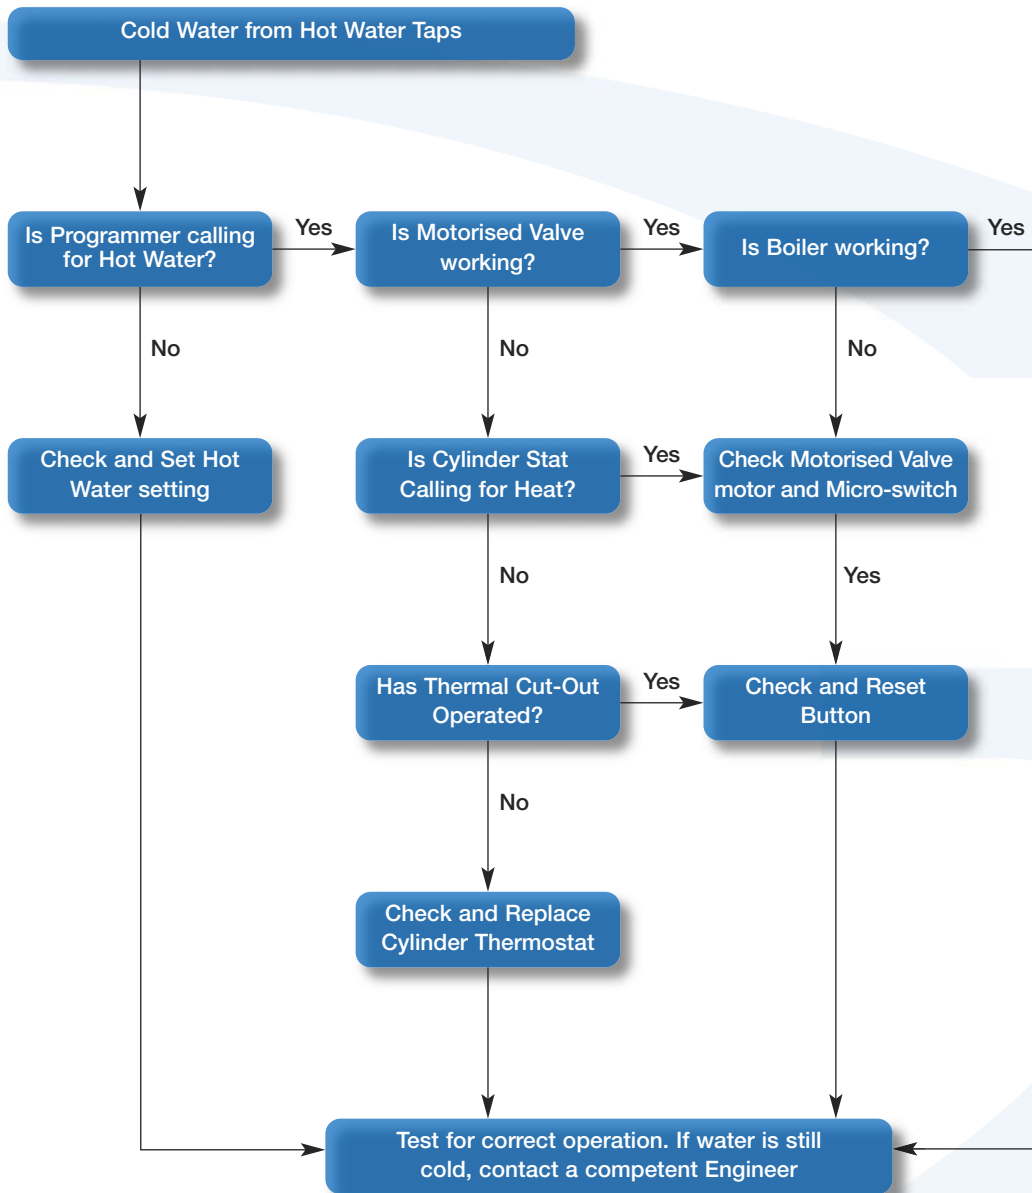 Cold Water from Hot Water Taps
Is Programmer calling
for Hot Water?
Yes
Is Motorised Valve
working?
Yes
Is Boiler working?
Yes
No
No
No
Check and Set Hot
Water setting
Is Cylinder Stat
Calling for Heat?
Yes
Check Motorised Valve
motor and Micro-switch
No
Yes
Has Thermal Cut-Out
Operated?
Yes
Check and Reset
Button
No
Check and Replace
Cylinder Thermostat
Test for correct operation. If water is still
cold, contact a competent Engineer